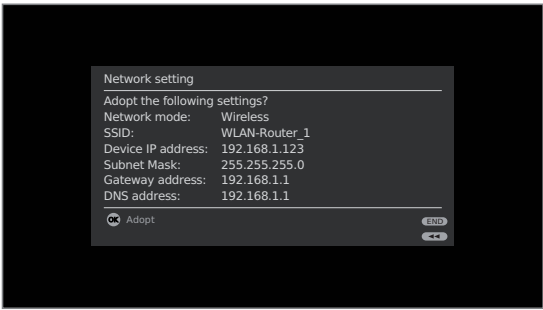 Network setting
Adopt the following settings?
Network mode: Wireless
SSID: WLAN-Router_1
Device IP address: 192.168.1.123
Subnet Mask: 255.255.255.0
Gateway address: 192.168.1.1
DNS address: 192.168.1.1
OK Adopt
END